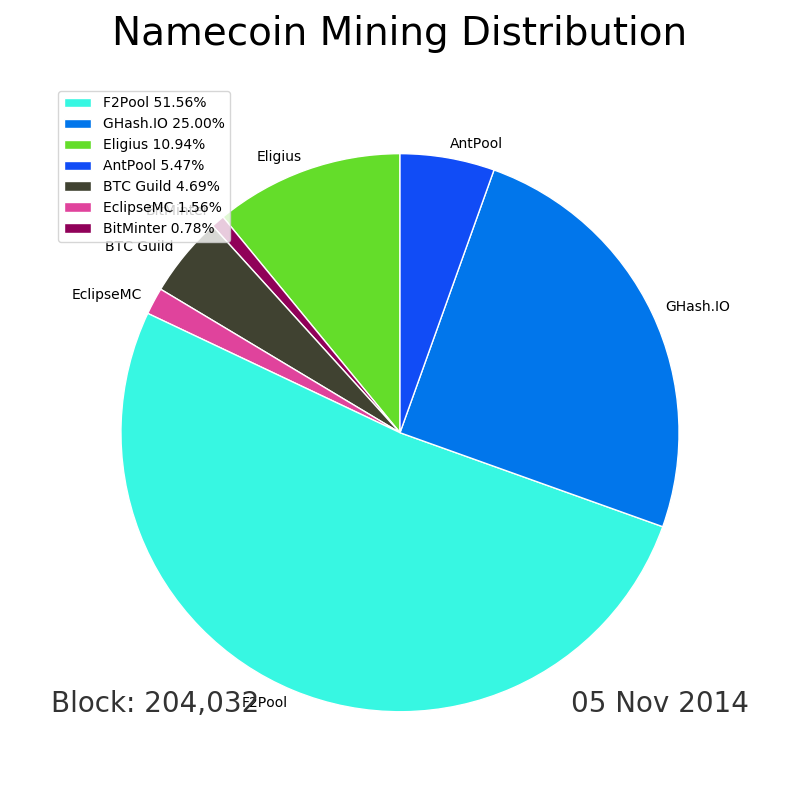 Namecoin Mining Distribution
F2Pool 51.56%
GHash.IO 25.00%
Eligius 10.94%
AntPool 5.47%
BTC Guild 4.69%
EclipseMC 1.56%
BitMinter 0.78%
AntPool
Eligius
BitMinter
BTC Guild
EclipseMC
GHash.IO
F2Pool
Block: 204,032
05 Nov 2014